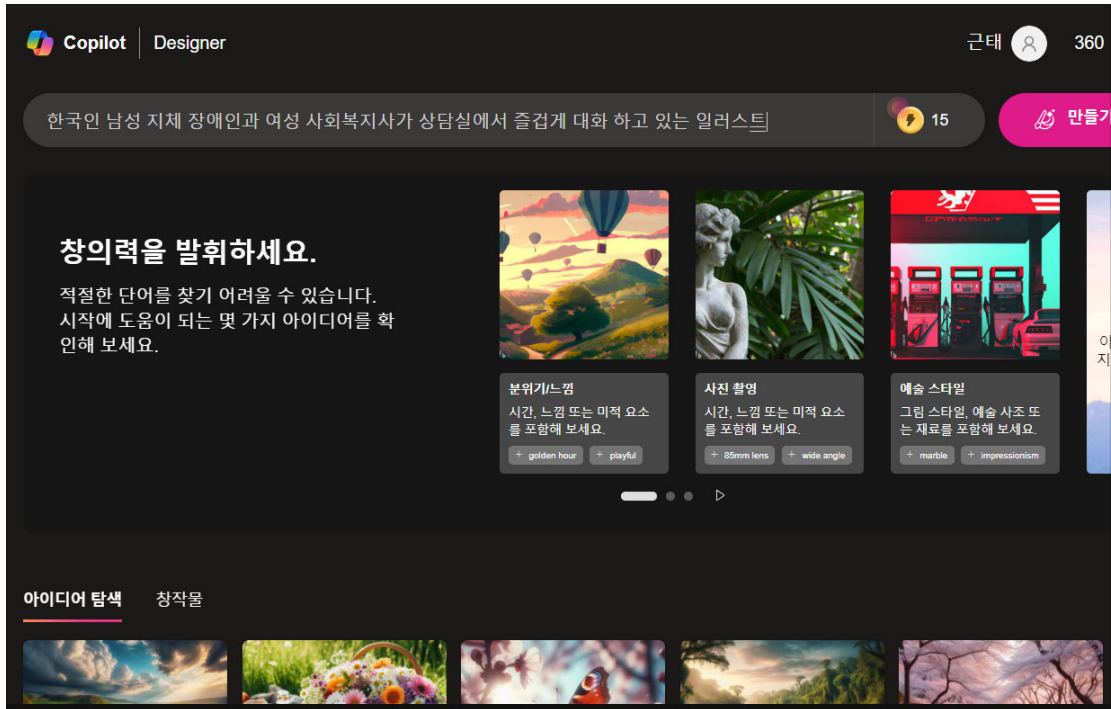 Copilot
Designer
근태
360
한국인 남성 지체 장애인과 여성 사회복지사가 상담실에서 즐겁게 대화 하고 있는 일러스트
15
만들기
창의력을 발휘하세요.
적절한 단어를 찾기 어려울 수 있습니다.
시작에 도움이 되는 몇 가지 아이디어를 확
인해 보세요.
분위기/느낌
시간, 느낌 또는 미적 요소
를 포함해 보세요.
+ golden hour
+ playful
사진 촬영
시간, 느낌 또는 미적 요소
를 포함해 보세요.
+ 85mm lens
+ wide angle
예술 스타일
그림 스타일, 예술 사조 또
는 재료를 포함해 보세요.
+ marble
+ impressionism
이
지
아이디어 탐색
창작물